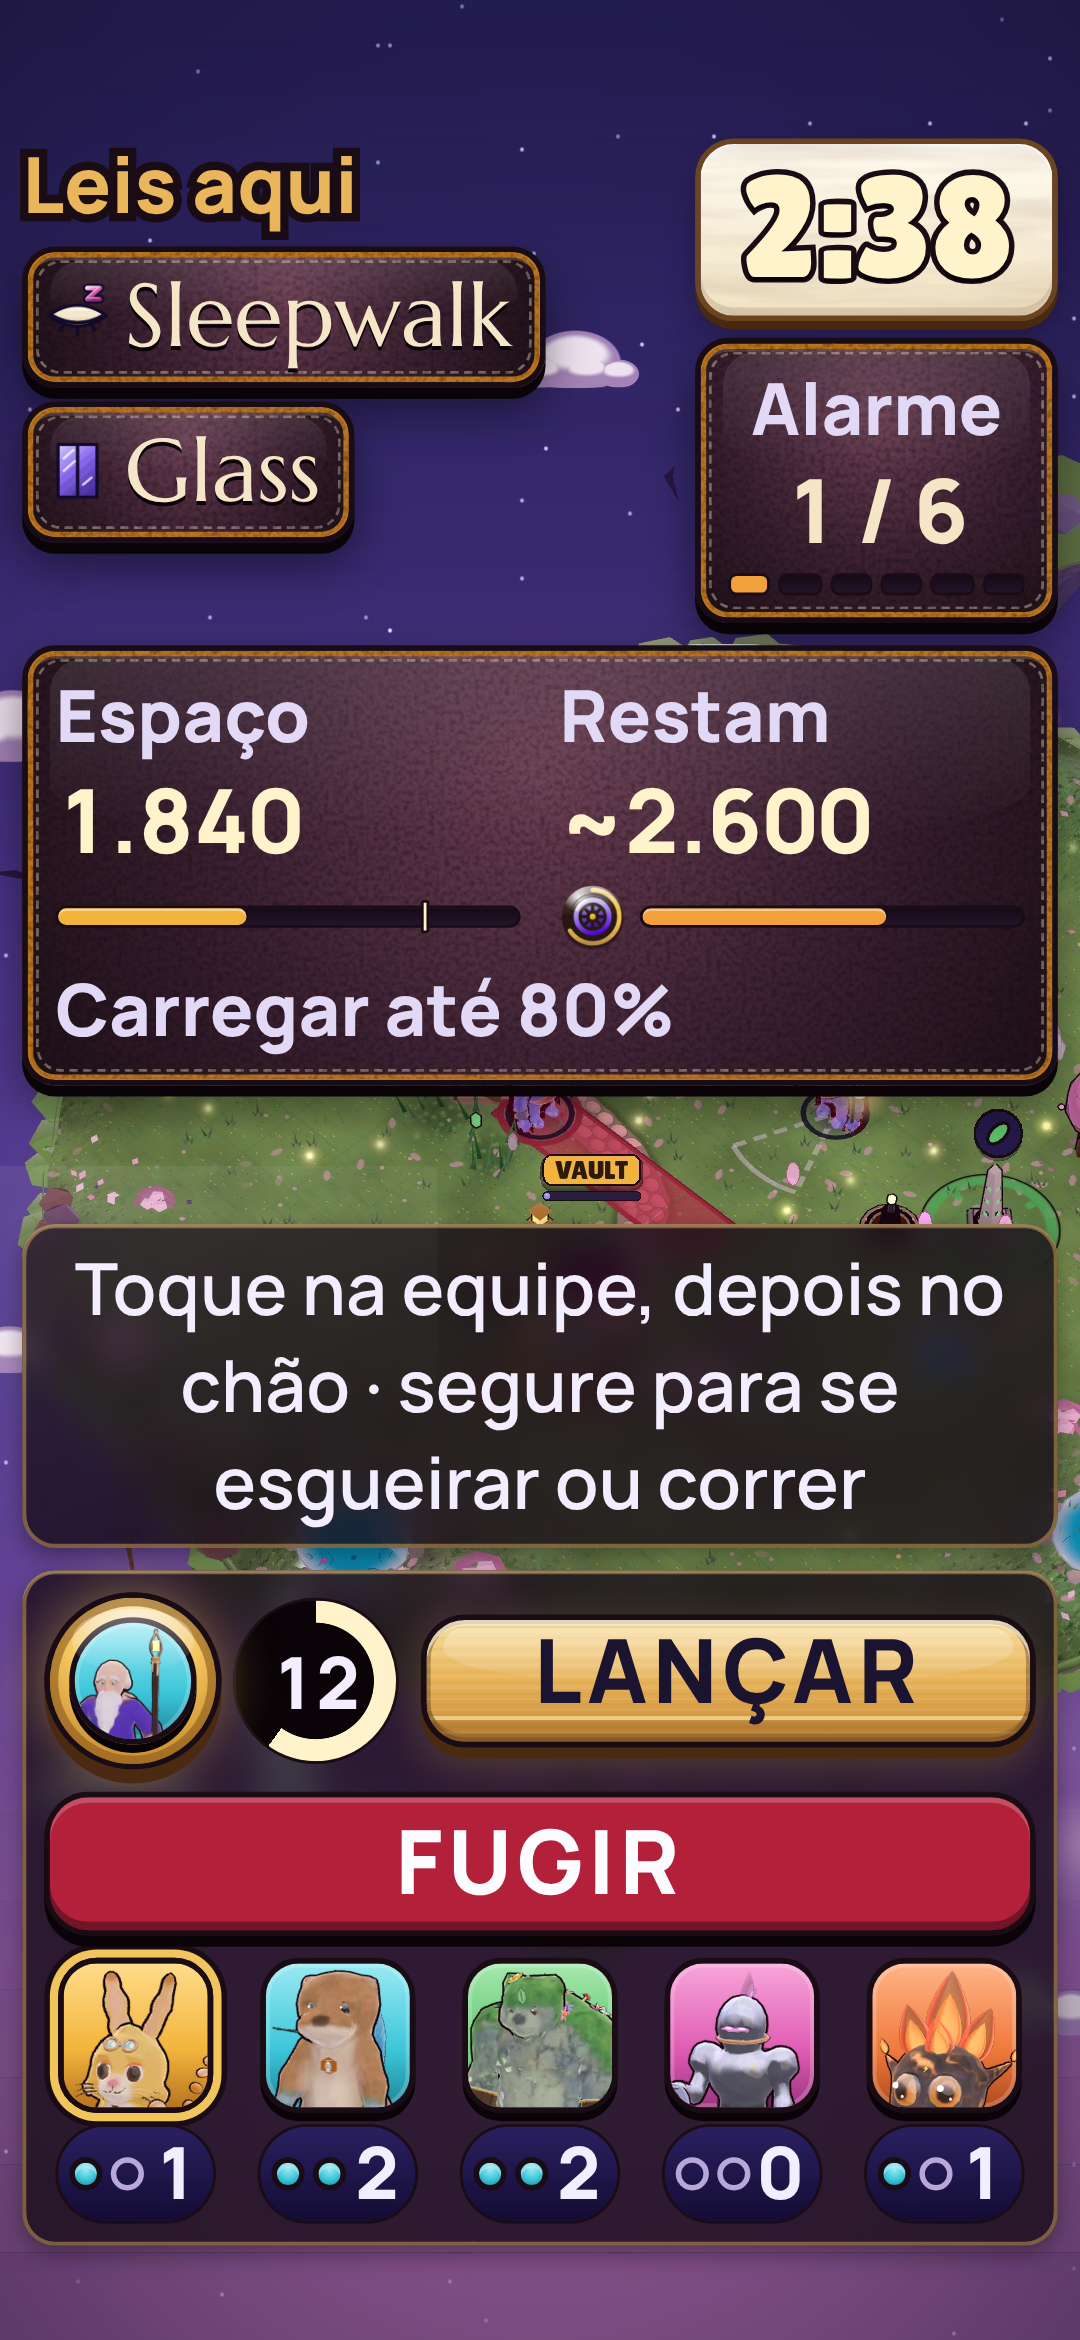 Leis aqui
2:38
Sleepwalk
Glass
Alarme
1 / 6
Espaço
Restam
1.840
~2.600
Carregar até 80%
VAULT
Toque na equipe, depois no
chão · segure para se
esgueirar ou correr
12
LANÇAR
FUGIR
1
2
2
0
1